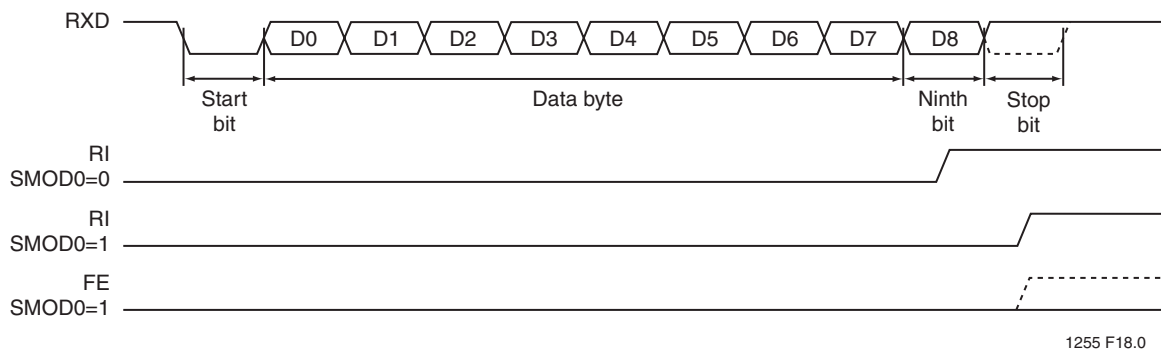 RXD
D0 D1 D2 D3 D4 D5 D6 D7 D8
Start
bit
Data byte
Ninth
bit
Stop
bit
RI
SMOD0=0
RI
SMOD0=1
FE
SMOD0=1
1255 F18.0